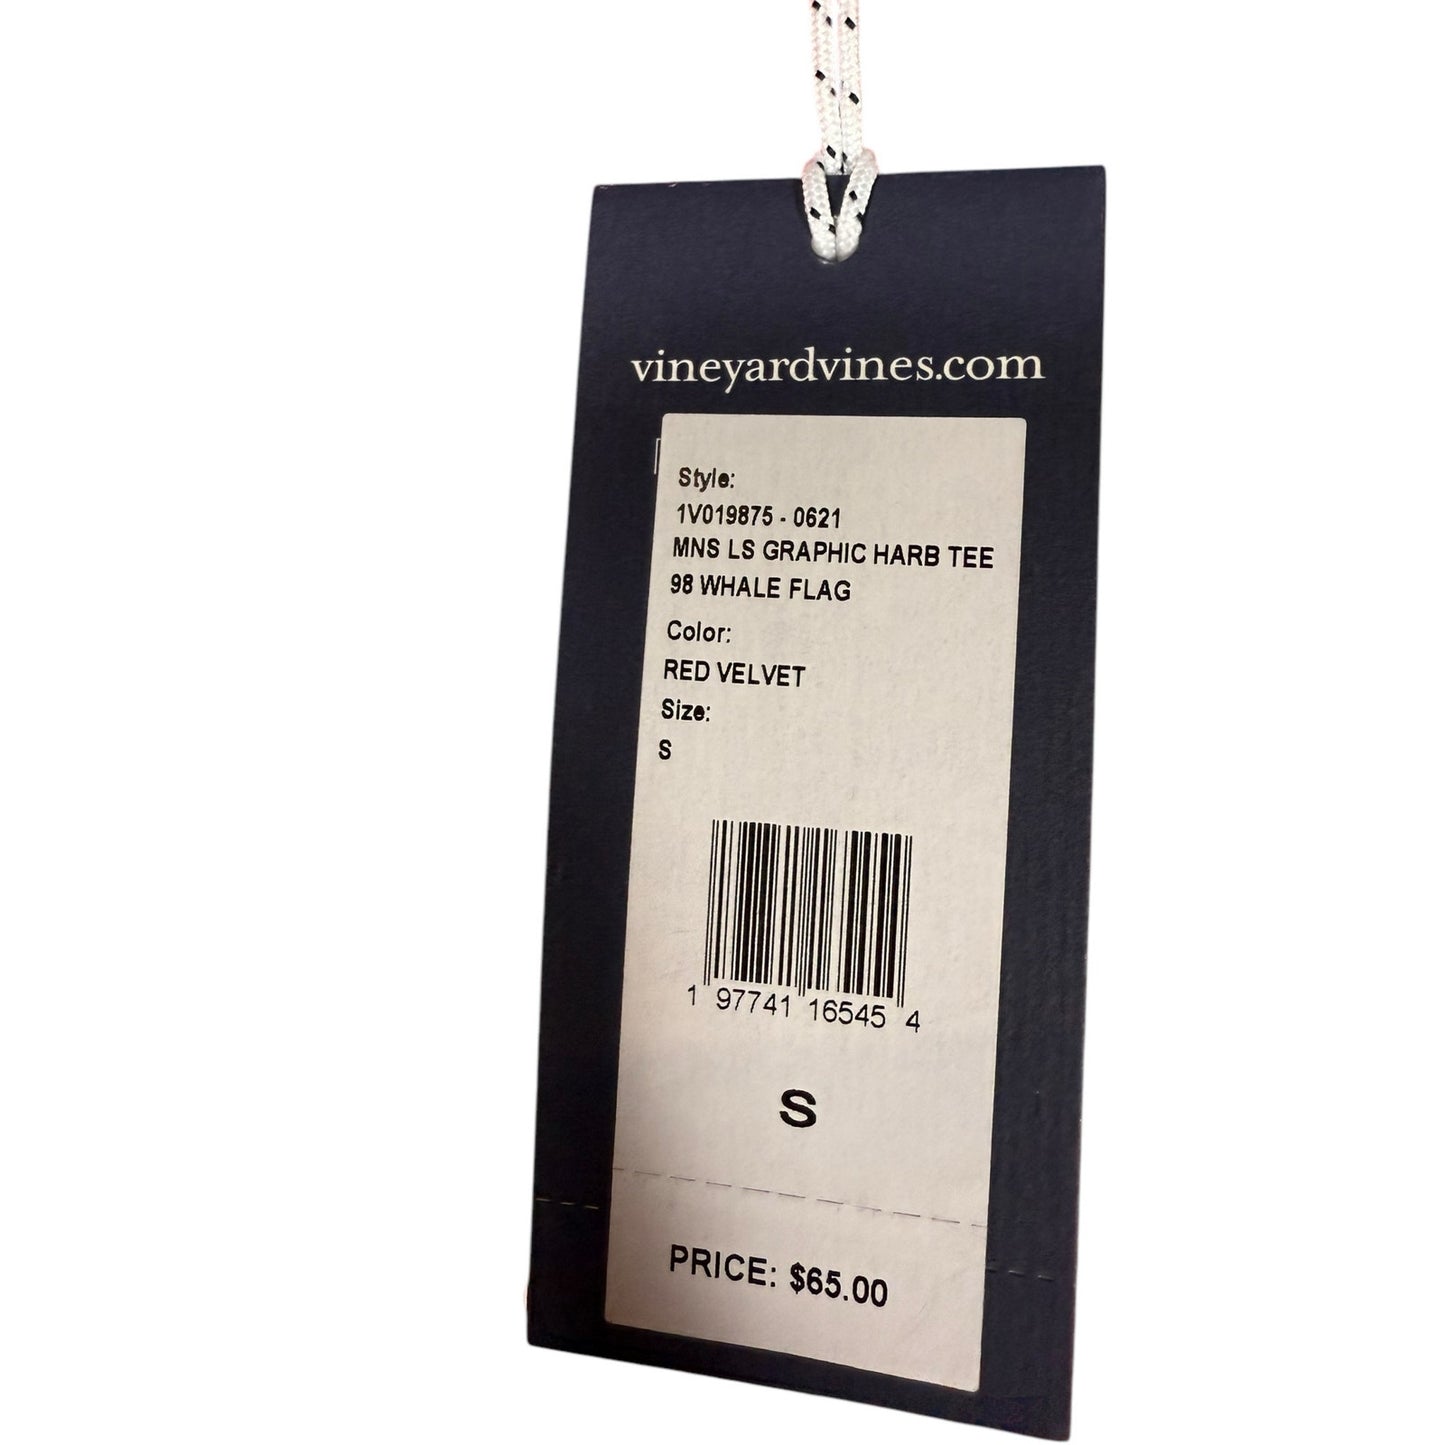 vineyardvines.com
Style:
1V019875 - 0621
MNS LS GRAPHIC HARB TEE
98 WHALE FLAG
Color:
RED VELVET
Size:
S
1 97741 16545 4
S
PRICE: $65.00